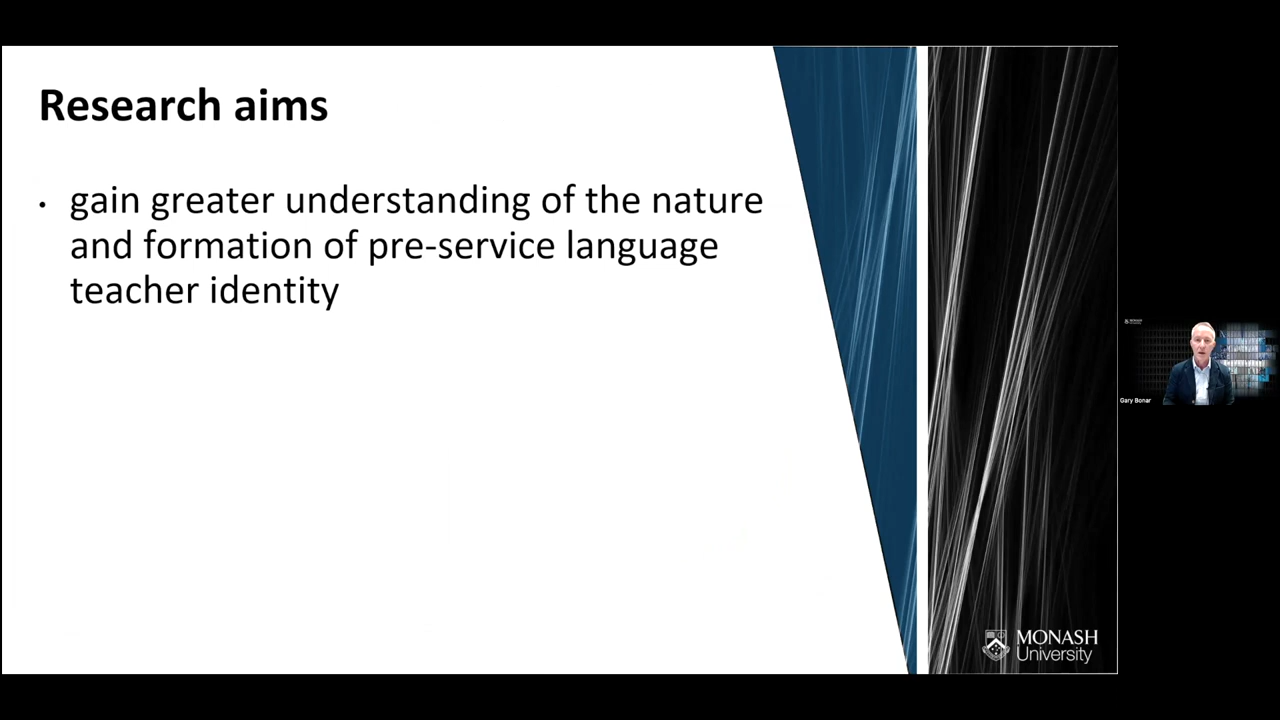 Research aims
• gain greater understanding of the nature
and formation of pre-service language
teacher identity
MONASH
University
Gary Bonar